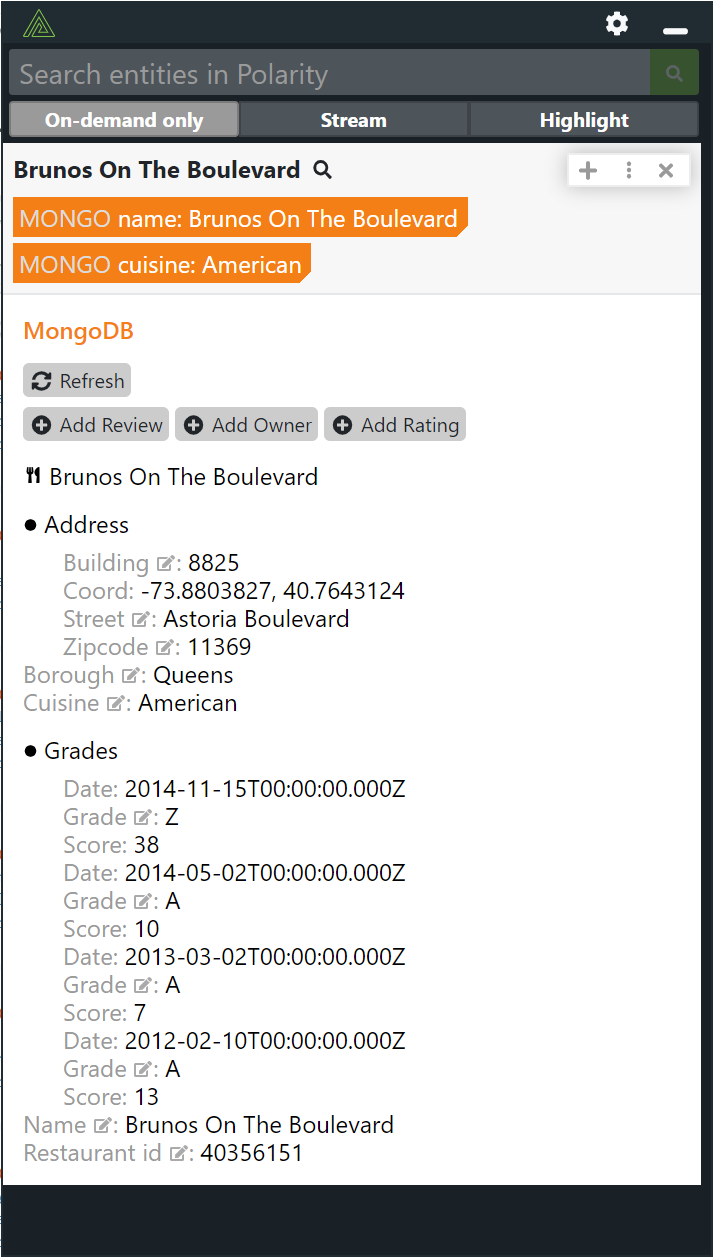 Search entities in Polarity
On-demand only Stream Highlight
Brunos On The Boulevard
MONGO name: Brunos On The Boulevard
MONGO cuisine: American
MongoDB
Refresh
Add Review Add Owner Add Rating
Brunos On The Boulevard
● Address
Building : 8825
Coord: -73.8803827, 40.7643124
Street : Astoria Boulevard
Zipcode : 11369
Borough : Queens
Cuisine : American
● Grades
Date: 2014-11-15T00:00:00.000Z
Grade : Z
Score: 38
Date: 2014-05-02T00:00:00.000Z
Grade : A
Score: 10
Date: 2013-03-02T00:00:00.000Z
Grade : A
Score: 7
Date: 2012-02-10T00:00:00.000Z
Grade : A
Score: 13
Name : Brunos On The Boulevard
Restaurant id : 40356151